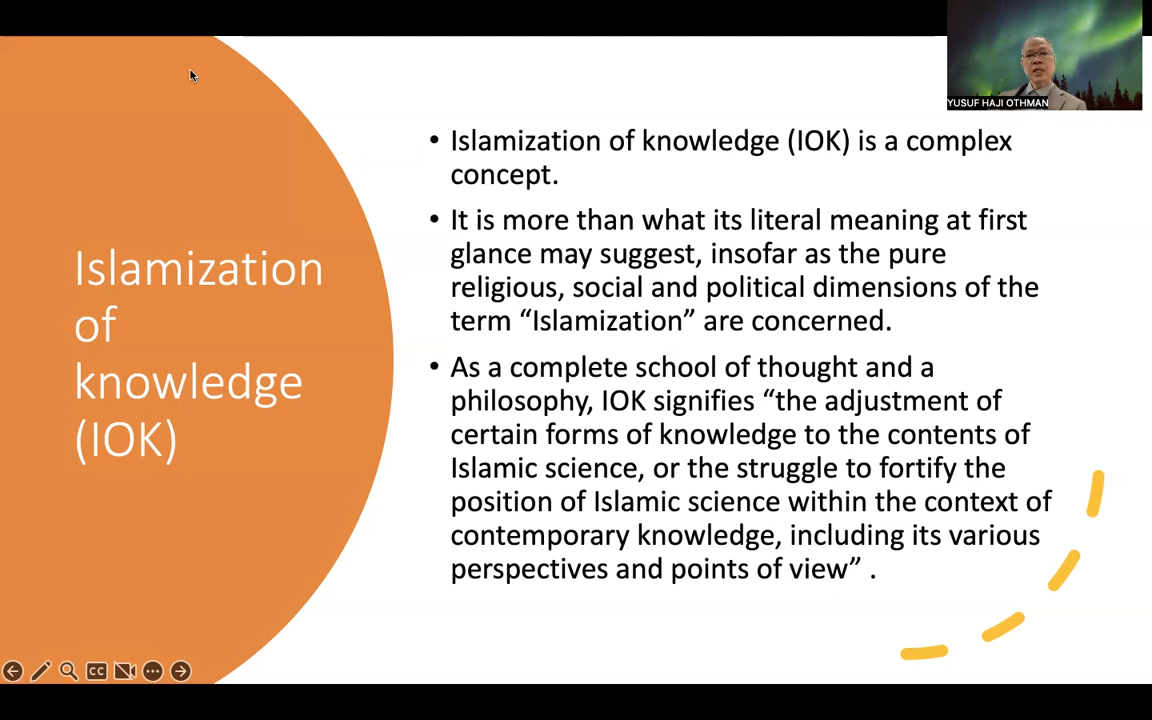 YUSUF HAJI OTHMAN
Islamization
of
knowledge
(IOK)
• Islamization of knowledge (IOK) is a complex
concept.
• It is more than what its literal meaning at first
glance may suggest, insofar as the pure
religious, social and political dimensions of the
term “Islamization” are concerned.
• As a complete school of thought and a
philosophy, IOK signifies “the adjustment of
certain forms of knowledge to the contents of
Islamic science, or the struggle to fortify the
position of Islamic science within the context of
contemporary knowledge, including its various
perspectives and points of view” .
CC